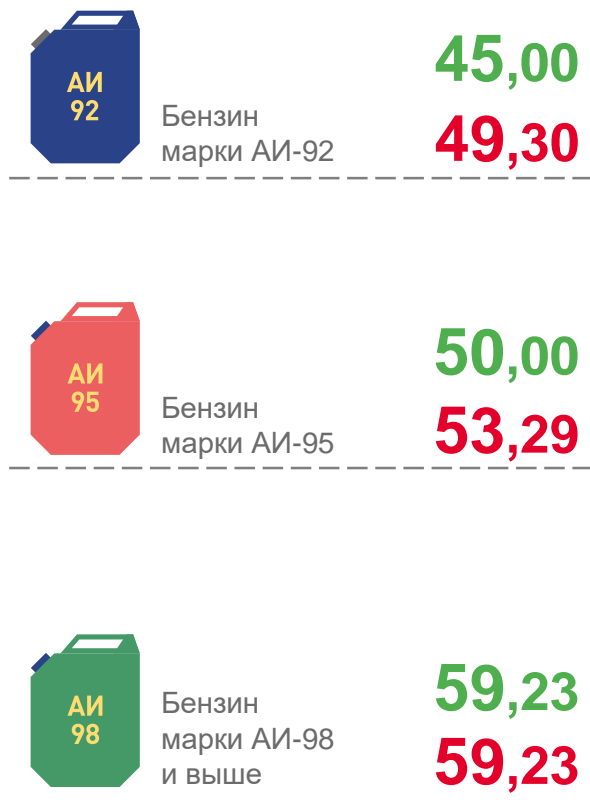 АИ
92
Бензин
марки АИ-92
45,00
49,30
АИ
95
Бензин
марки АИ-95
50,00
53,29
АИ
98
Бензин
марки АИ-98
и выше
59,23
59,23